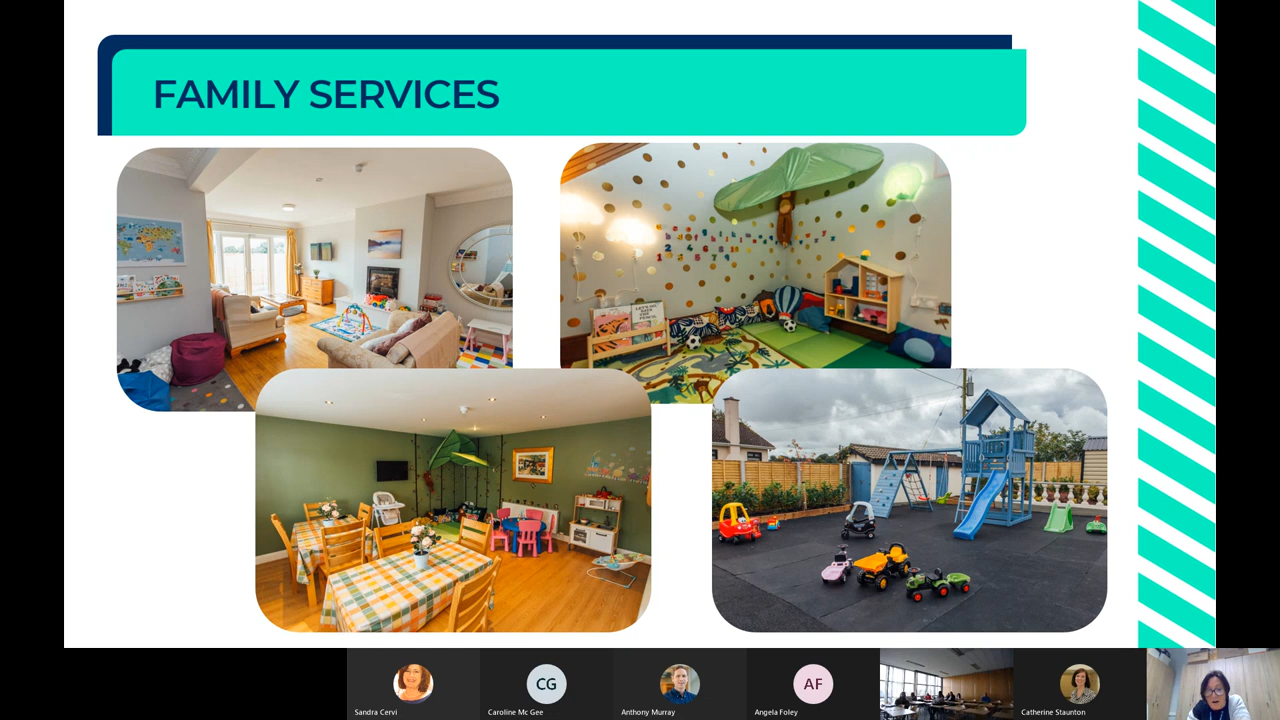 FAMILY SERVICES
Sandra Cervi
CG
Caroline Mc Gee
Anthony Murray
AF
Angela Foley
Catherine Staunton